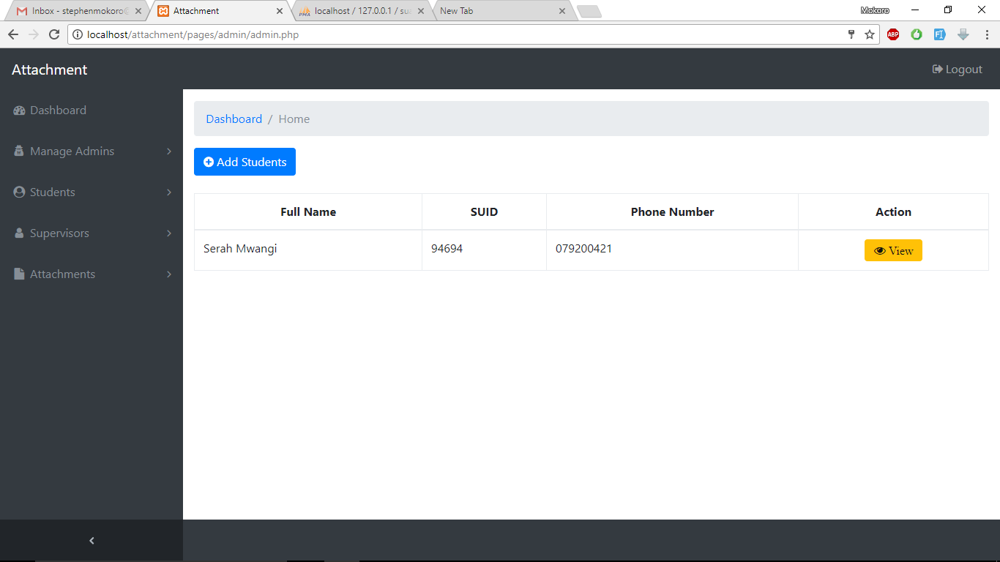 Inbox - stephenmokoro@
Attachment
localhost / 127.0.0.1 / sua
New Tab
Mokoro
localhost/attachment/pages/admin/admin.php
ABP
Attachment
Logout
Dashboard
Manage Admins
Students
Supervisors
Attachments
Dashboard / Home
Add Students
Full Name SUID Phone Number Action
Serah Mwangi 94694 079200421 View